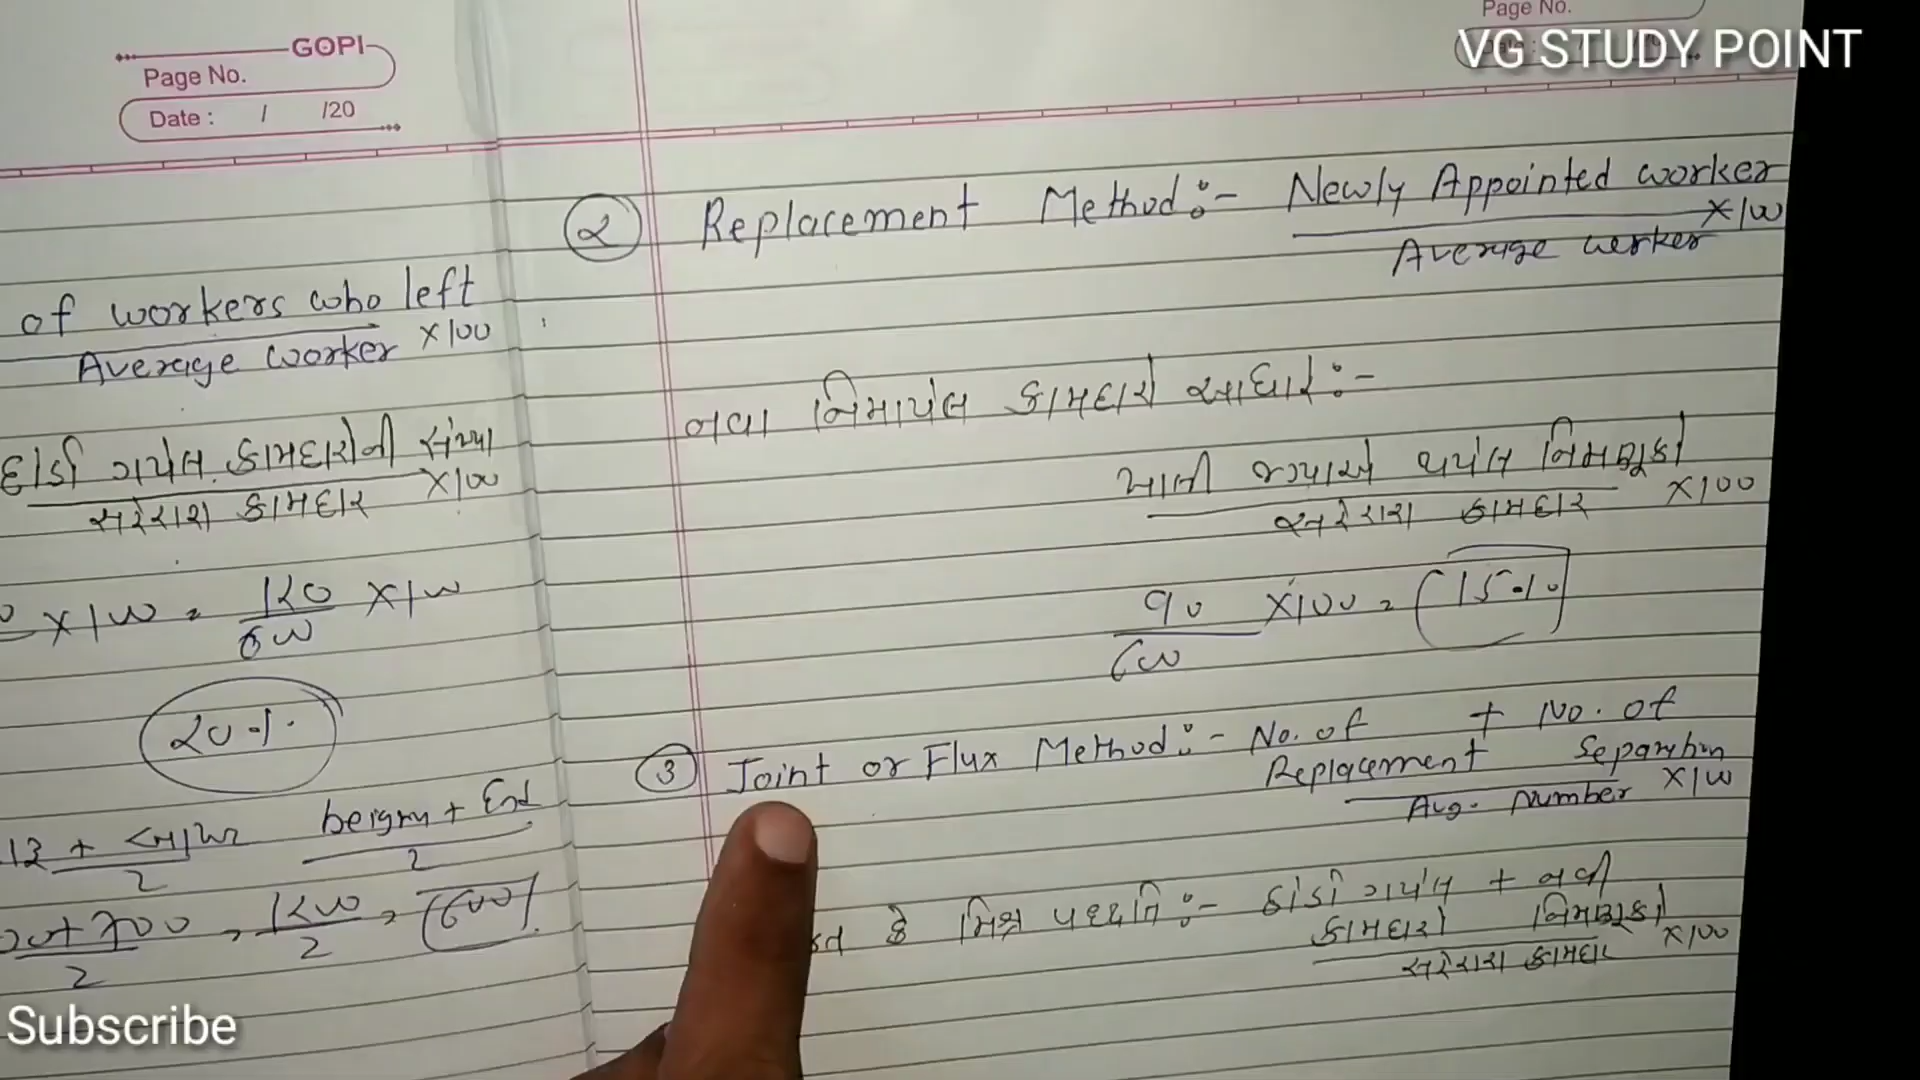 GOPI
Page No.
Date : / /20
of workers who left
Average worker ×100
ગયેલ કામદારોની સંખ્યા
સરેરાશ કામદાર ×100
×100 = 120/600 ×100
20%
beignn + End
2
2
700
2
1200
2
600
Page No.
VG STUDY POINT
② Replacement Method:- Newly Appointed worker
Average worker ×100
નવા નિમાયેલ કામદારો આધારે:-
ખાલી જગ્યાએ થયેલ નિમણૂકો
સરેરાશ કામદાર ×100
90/600 ×100 = 15%
③ Joint or Flux Method:- No. of Replacement + No. of Separation
Avg. Number ×100
કે મિશ્ર પદ્ધતિ:- છોડી ગયેલ કામદારો + નવી નિમણૂકો
સરેરાશ કામદાર ×100
Subscribe